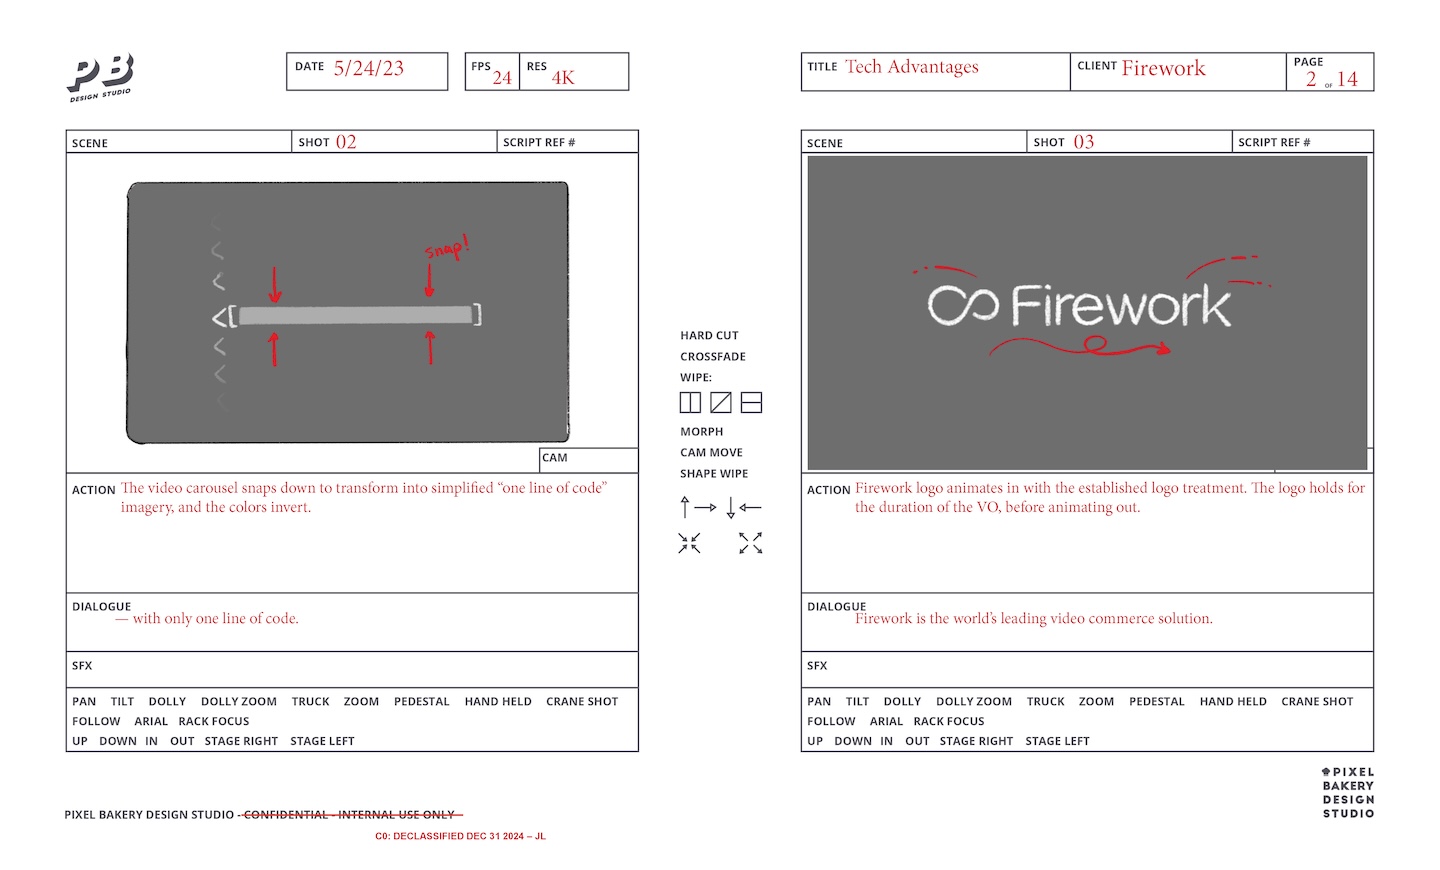 PB
DESIGN STUDIO
DATE 5/24/23
FPS 24
RES 4K
TITLE Tech Advantages
CLIENT Firework
PAGE 2 OF 14
SCENE
SHOT 02
SCRIPT REF #
snap!
CAM
ACTION The video carousel snaps down to transform into simplified “one line of code”
imagery, and the colors invert.
DIALOGUE
— with only one line of code.
SFX
PAN TILT DOLLY DOLLY ZOOM TRUCK ZOOM PEDESTAL HAND HELD CRANE SHOT
FOLLOW ARIAL RACK FOCUS
UP DOWN IN OUT STAGE RIGHT STAGE LEFT
HARD CUT
CROSSFADE
WIPE:
MORPH
CAM MOVE
SHAPE WIPE
SCENE
SHOT 03
SCRIPT REF #
Firework
ACTION Firework logo animates in with the established logo treatment. The logo holds for
the duration of the VO, before animating out.
DIALOGUE
Firework is the world’s leading video commerce solution.
SFX
PAN TILT DOLLY DOLLY ZOOM TRUCK ZOOM PEDESTAL HAND HELD CRANE SHOT
FOLLOW ARIAL RACK FOCUS
UP DOWN IN OUT STAGE RIGHT STAGE LEFT
PIXEL BAKERY DESIGN STUDIO - CONFIDENTIAL - INTERNAL USE ONLY
C0: DECLASSIFIED DEC 31 2024 – JL
PIXEL
BAKERY
DESIGN
STUDIO